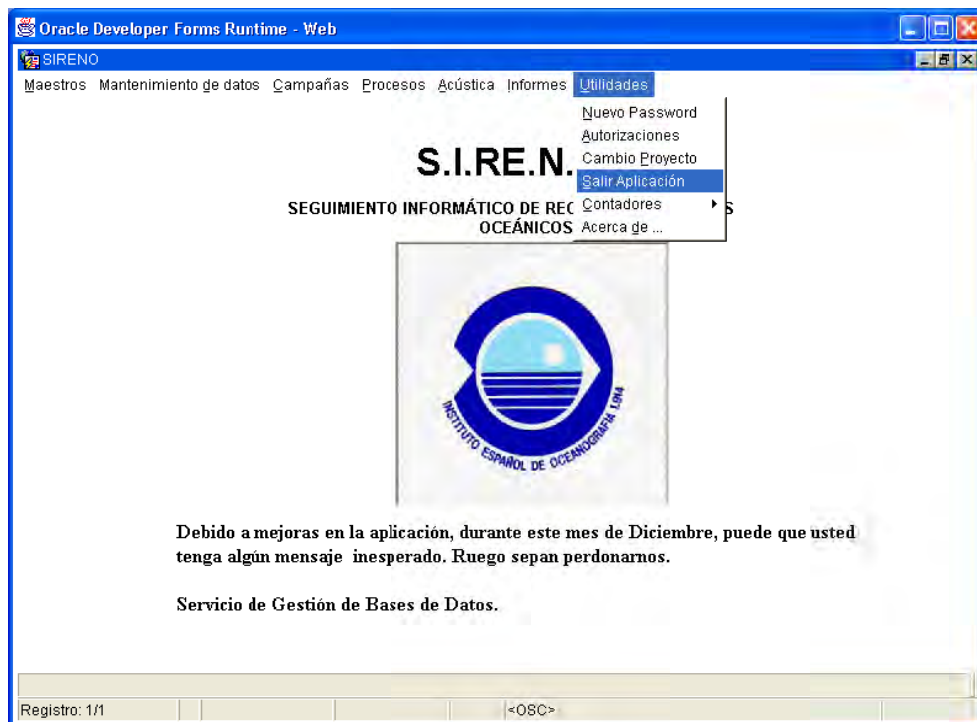 Oracle Developer Forms Runtime - Web
SIRENO
Maestros Mantenimiento de datos Campañas Procesos Acústica Informes Utilidades
Nuevo Password
Autorizaciones
Cambio Proyecto
Salir Aplicación
Contadores
Acerca de ...
S.I.RE.N.
SEGUIMIENTO INFORMÁTICO DE REC S
OCEÁNICOS
INSTITUTO ESPAÑOL DE OCEANOGRAFIA 1.914
Debido a mejoras en la aplicación, durante este mes de Diciembre, puede que usted
tenga algún mensaje inesperado. Ruego sepan perdonarnos.
Servicio de Gestión de Bases de Datos.
Registro: 1/1 <OSC>